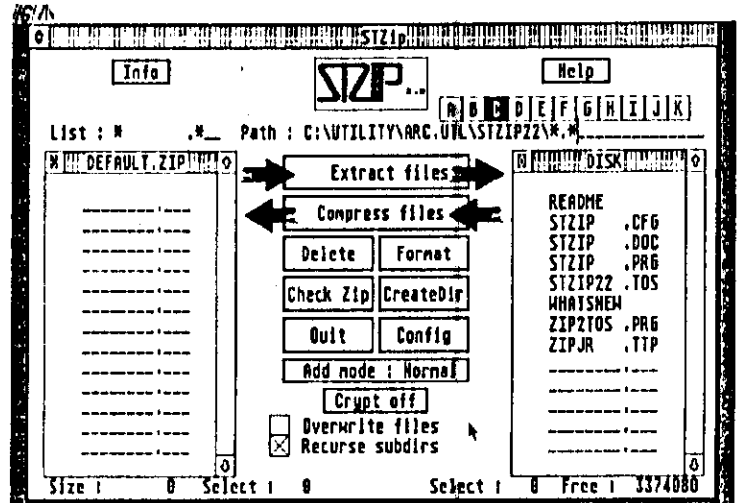 STZip
Info
STZIP...
Help
A B C D E F G H I J K
List : * .*__ Path : C:\UTILITY\ARC.UTL\STZIP22\*.*
DEFAULT.ZIP
DISK
Extract files
Compress files
Delete Format
Check Zip CreateDir
Quit Config
Add mode : Normal
Crypt off
Overwrite files
Recurse subdirs
README
STZIP .CFG
STZIP .DOC
STZIP .PRG
STZIP22 .TOS
WHATSNEW
ZIP2TOS .PRG
ZIPJR .TTP
Size : 0 Select : 0 Select : 0 Free : 3374080